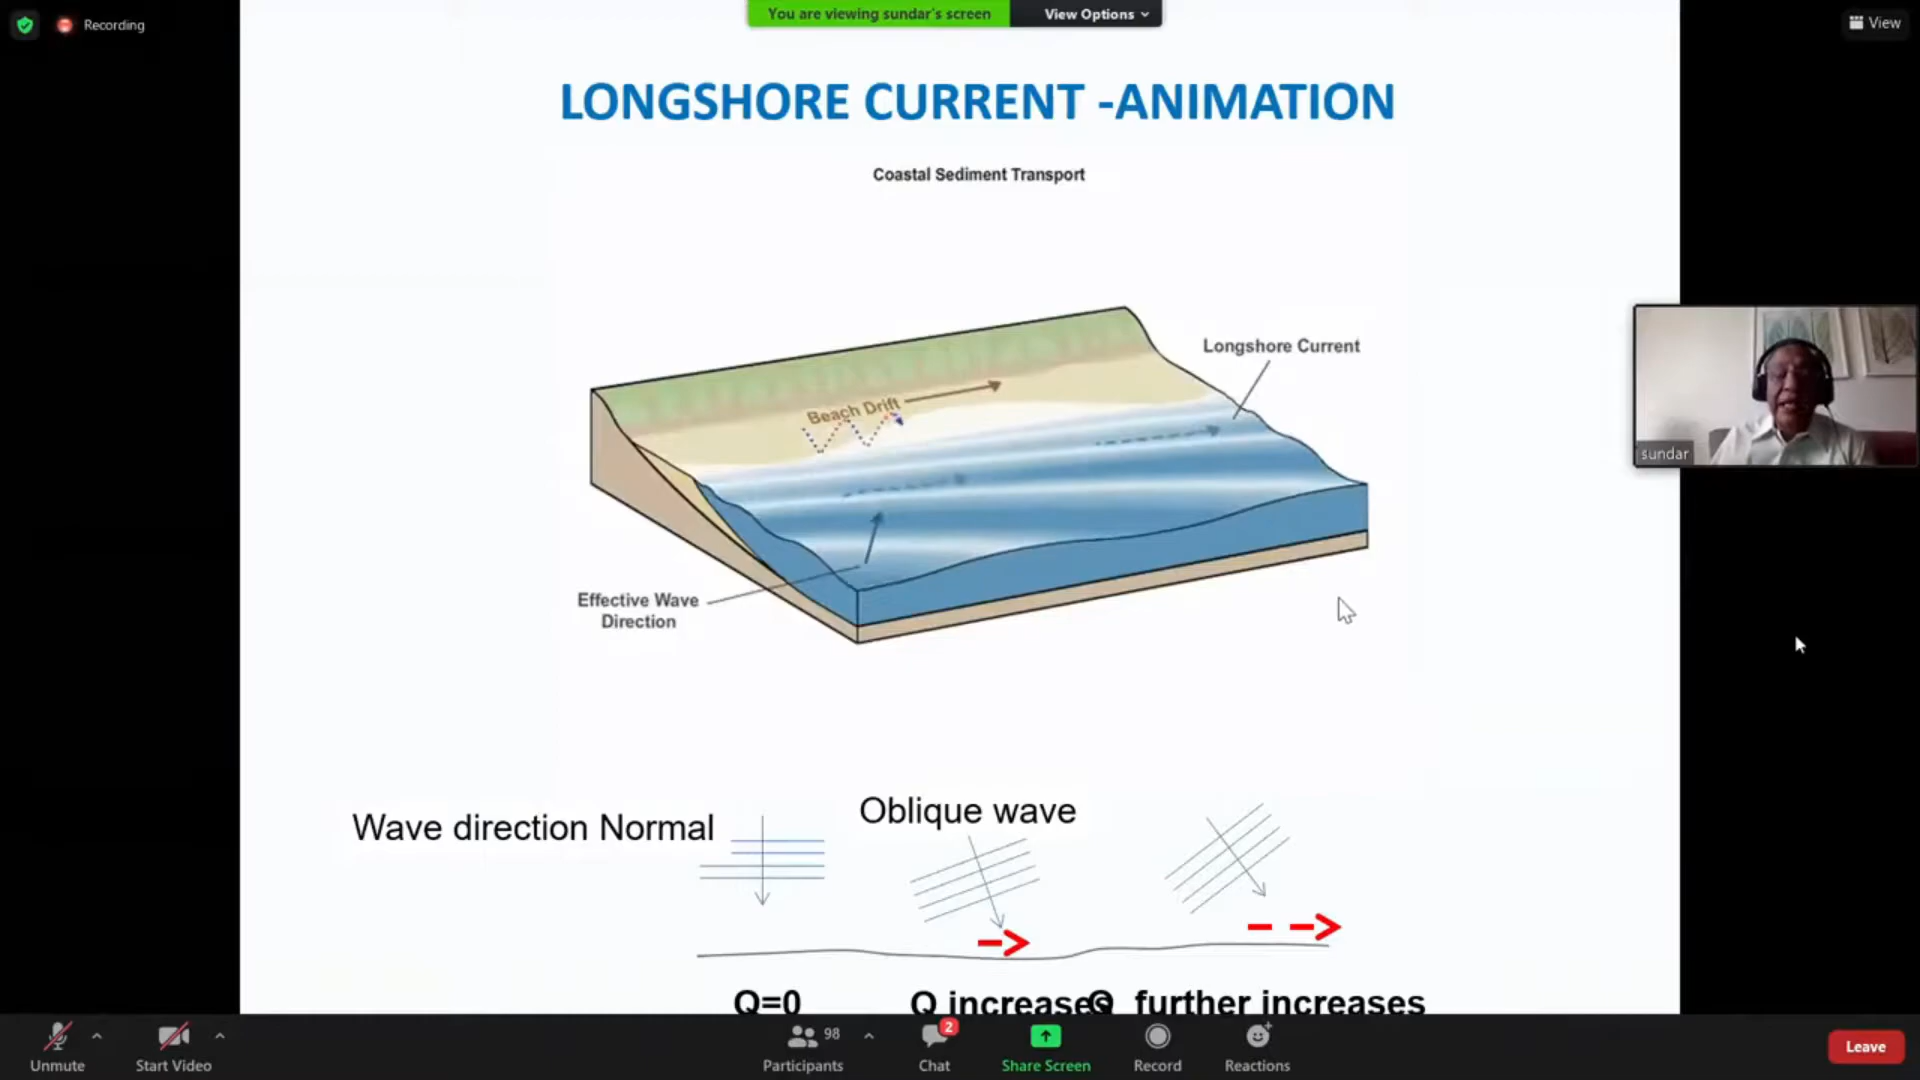 Recording
You are viewing sundar's screen
View Options
View
LONGSHORE CURRENT -ANIMATION
Coastal Sediment Transport
Longshore Current
Beach Drift
sundar
Effective Wave
Direction
Wave direction Normal
Oblique wave
Q=0
Q increases
Q further increases
Unmute
Start Video
98
Participants
2
Chat
Share Screen
Record
Reactions
Leave